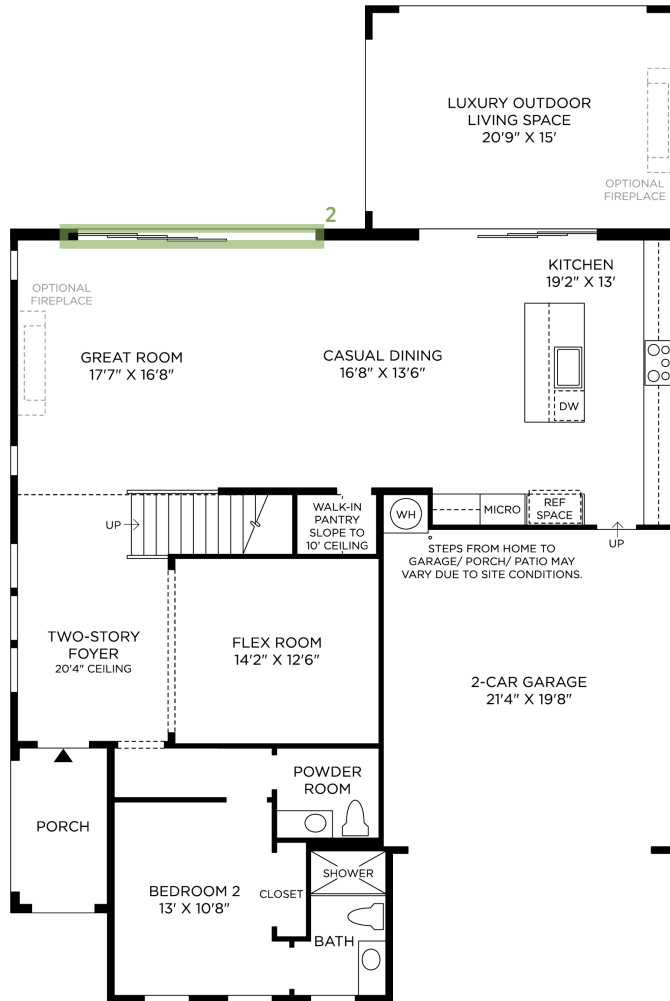 LUXURY OUTDOOR
LIVING SPACE
20'9" X 15'
OPTIONAL
FIREPLACE
2
KITCHEN
19'2" X 13'
OPTIONAL
FIREPLACE
GREAT ROOM
17'7" X 16'8"
CASUAL DINING
16'8" X 13'6"
DW
UP
WALK-IN
PANTRY
SLOPE TO
10' CEILING
WH
MICRO
REF
SPACE
UP
STEPS FROM HOME TO
GARAGE/ PORCH/ PATIO MAY
VARY DUE TO SITE CONDITIONS.
TWO-STORY
FOYER
20'4" CEILING
FLEX ROOM
14'2" X 12'6"
2-CAR GARAGE
21'4" X 19'8"
POWDER
ROOM
PORCH
BEDROOM 2
13' X 10'8"
CLOSET
SHOWER
BATH